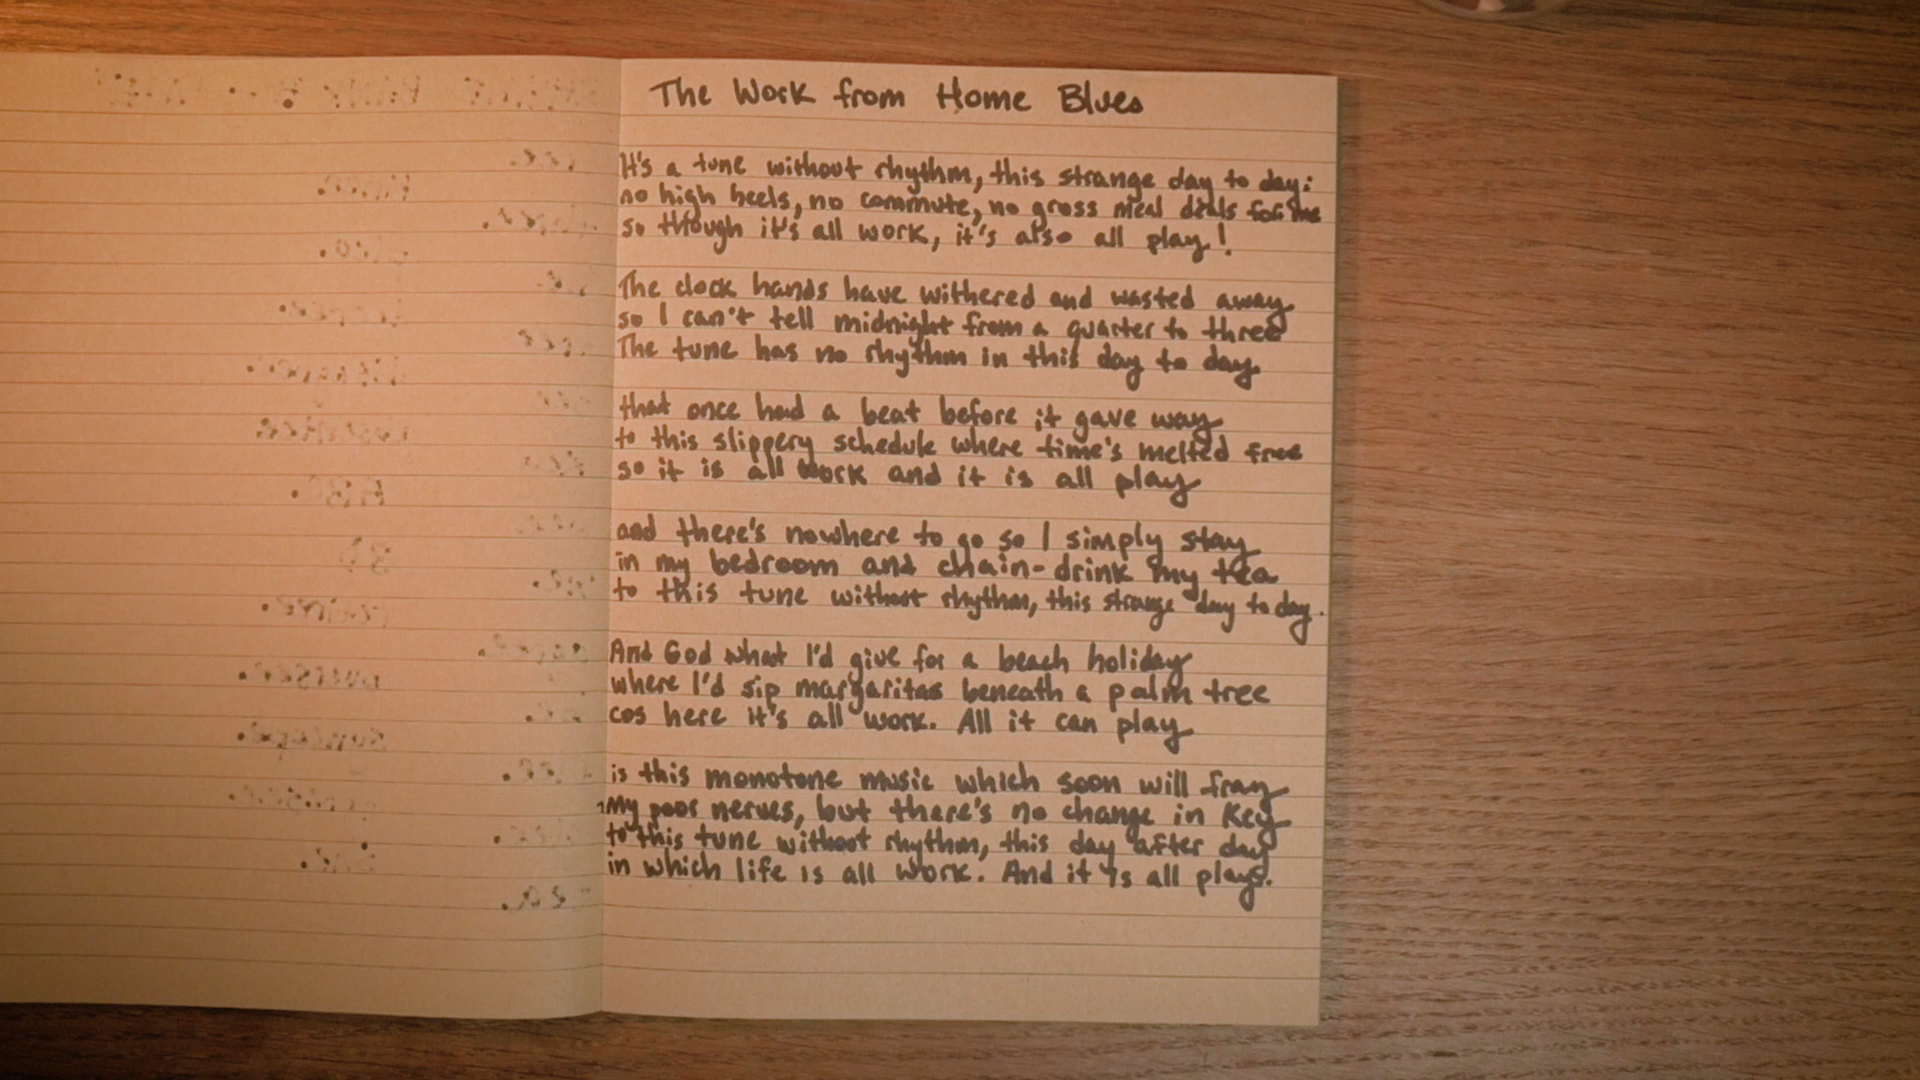 The Work from Home Blues
It's a tune without rhythm, this strange day to day:
no high heels, no commute, no gross meal deals for me
so though it's all work, it's also all play!
The clock hands have withered and wasted away
so I can't tell midnight from a quarter to three
The tune has no rhythm in this day to day
that once had a beat before it gave way
to this slippery schedule where time's melted free
so it is all work and it is all play
and there's nowhere to go so I simply stay
in my bedroom and chain-drink my tea
to this tune without rhythm, this strange day to day.
And God what I'd give for a beach holiday
where I'd sip margaritas beneath a palm tree
cos here it's all work. All it can play
is this monotone music which soon will fray
my poor nerves, but there's no change in key
to this tune without rhythm, this day after day
in which life is all work. And it is all play.